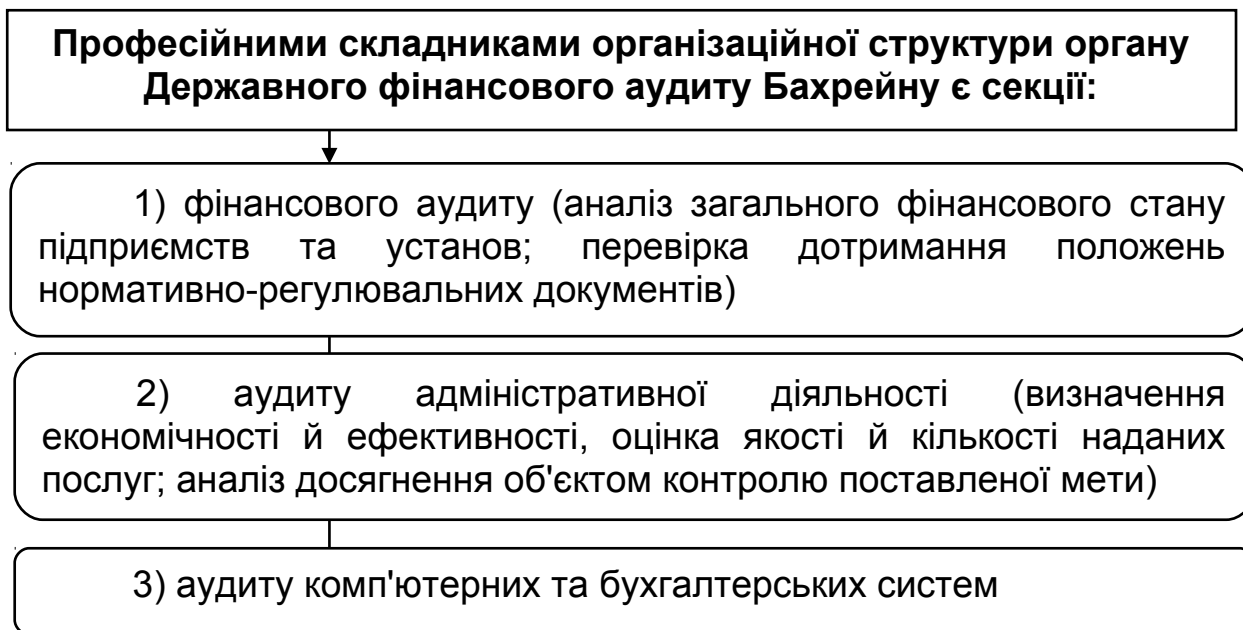 Професійними складниками організаційної структури органу
Державного фінансового аудиту Бахрейну є секції:
1) фінансового аудиту (аналіз загального фінансового стану
підприємств та установ; перевірка дотримання положень
нормативно-регулювальних документів)
2) аудиту адміністративної діяльності (визначення
економічності й ефективності, оцінка якості й кількості наданих
послуг; аналіз досягнення об'єктом контролю поставленої мети)
3) аудиту комп'ютерних та бухгалтерських систем